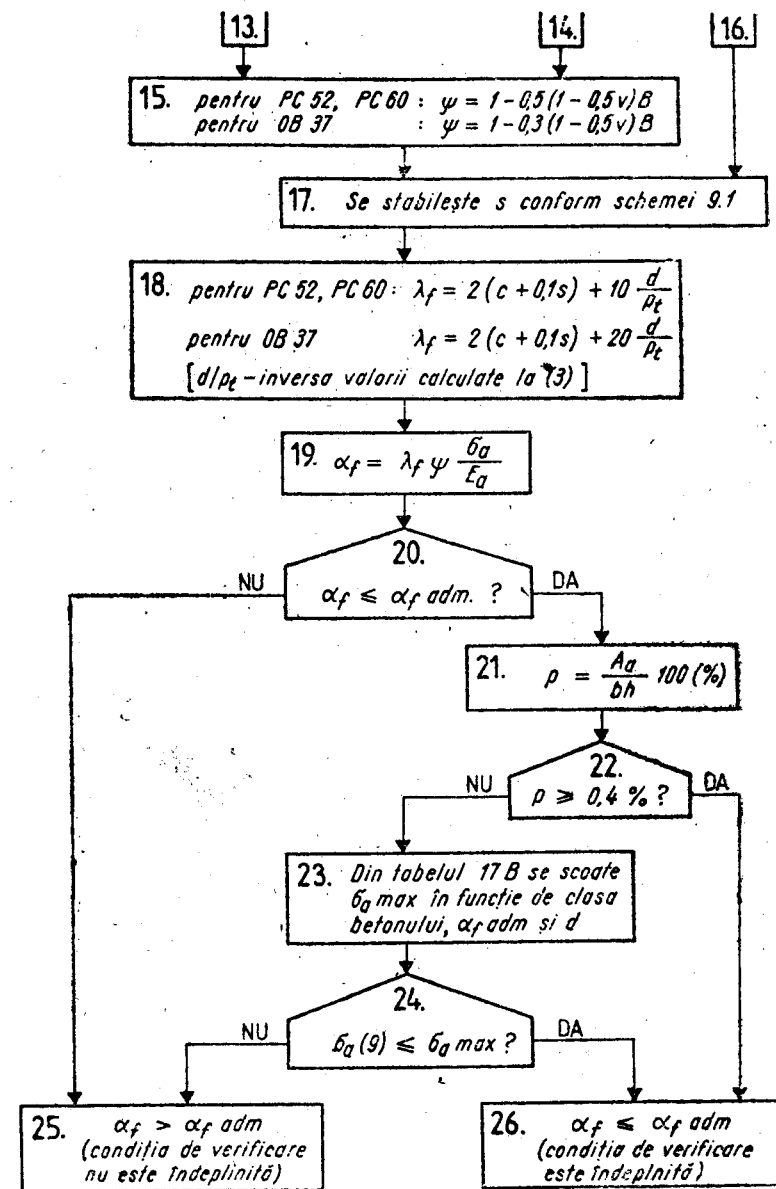 13. 14. 16.
15. pentru PC 52, PC 60 : ψ = 1 - 0,5 (1 - 0,5 ν) B
pentru OB 37 : ψ = 1 - 0,3 (1 - 0,5 ν) B
17. Se stabilește s conform schemei 9.1
18. pentru PC 52, PC 60 : λf = 2 (c + 0,1s) + 10 d/pt
pentru OB 37 λf = 2 (c + 0,1s) + 20 d/pt
[d/pt - inversa valorii calculate la (3)]
19. αf = λf ψ σa/Ea
20.
NU αf ≤ αf adm. ? DA
21. p = Aa/bh 100 (%)
22.
NU p ≥ 0,4 % ? DA
23. Din tabelul 17 B se scoate
σa max în funcție de clasa
betonului, αf adm și d
24.
NU σa (9) ≤ σa max ? DA
25. αf > αf adm
(condiția de verificare
nu este îndeplinită)
26. αf ≤ αf adm
(condiția de verificare
este îndeplnită)